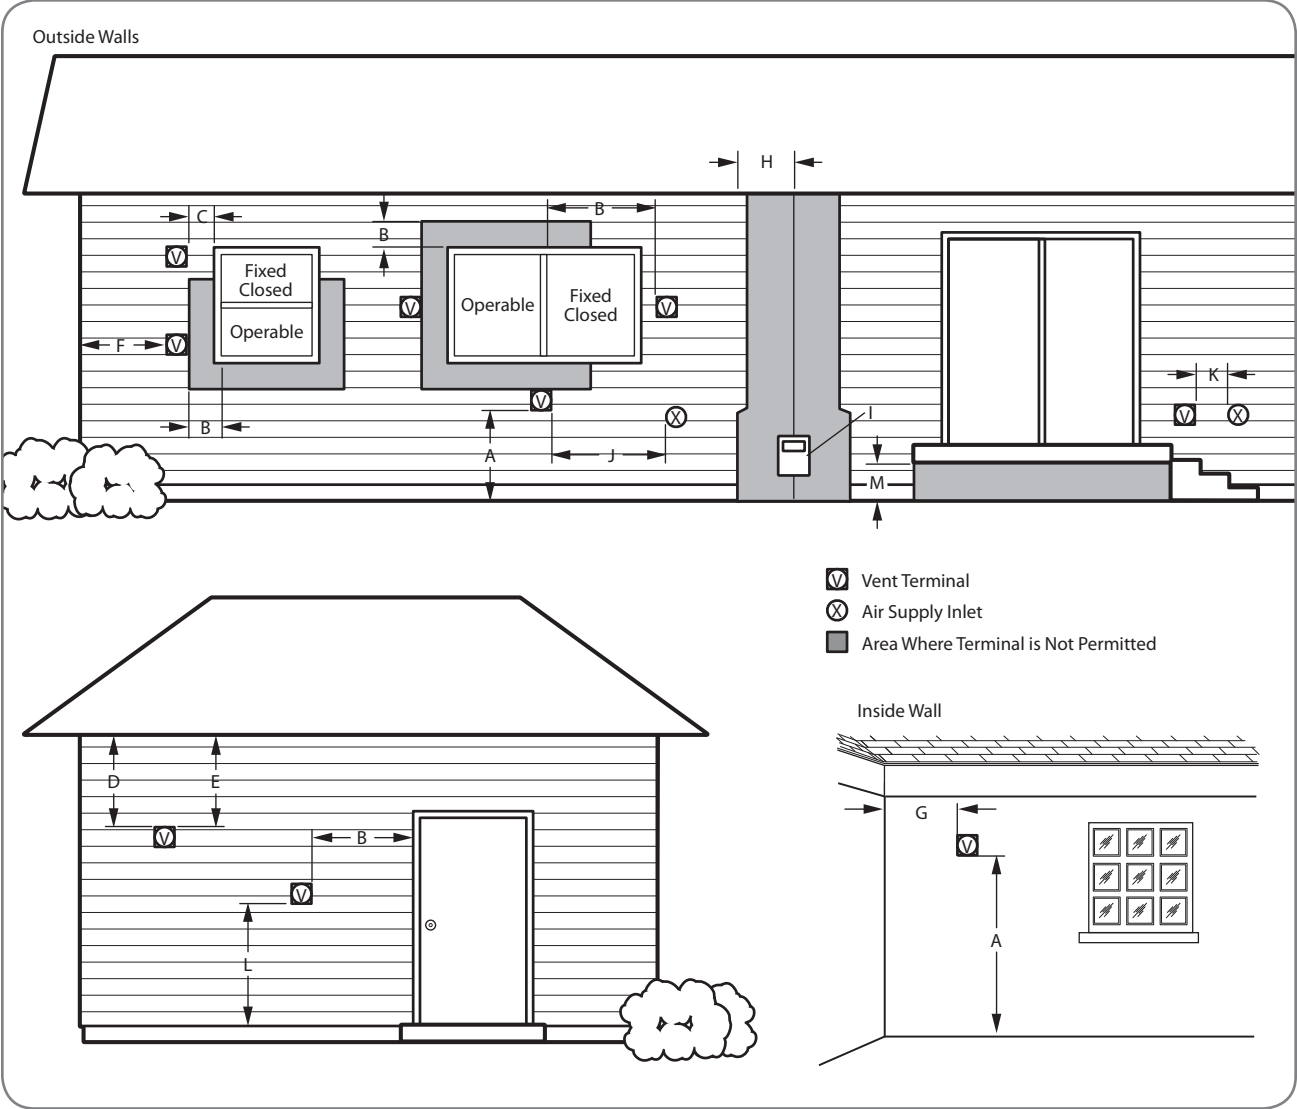 Outside Walls
H
C
B
B
V
Fixed
Closed
Operable
V
Operable
Fixed
Closed
V
F
V
K
V
X
I
V
X
B
A
J
M
V Vent Terminal
X Air Supply Inlet
Area Where Terminal is Not Permitted
Inside Wall
D
E
V
B
V
L
G
V
A